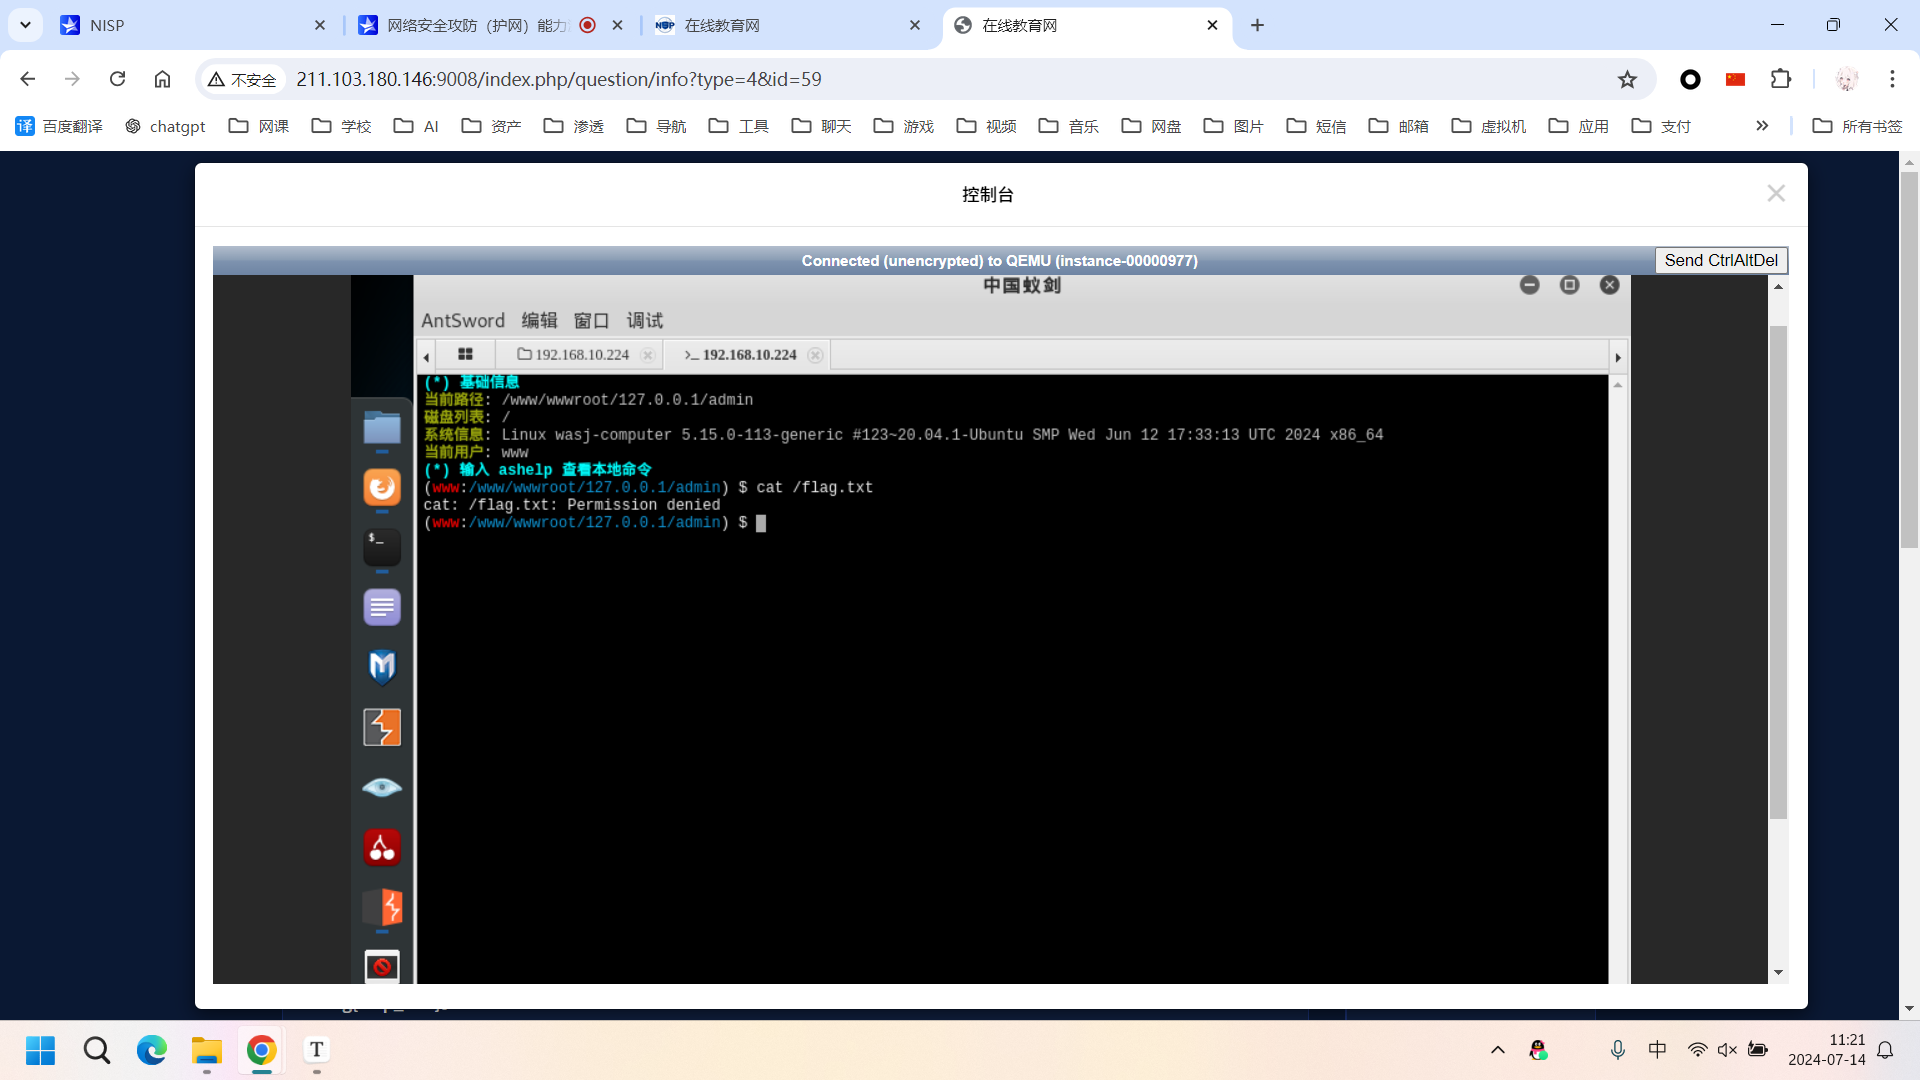 NISP
网络安全攻防（护网）能力
在线教育网
在线教育网
不安全
211.103.180.146:9008/index.php/question/info?type=4&id=59
百度翻译
chatgpt
网课
学校
AI
资产
渗透
导航
工具
聊天
游戏
视频
音乐
网盘
图片
短信
邮箱
虚拟机
应用
支付
所有书签
控制台
Connected (unencrypted) to QEMU (instance-00000977)
Send CtrlAltDel
中国蚁剑
AntSword 编辑 窗口 调试
192.168.10.224
>_ 192.168.10.224
(*) 基础信息
当前路径: /www/wwwroot/127.0.0.1/admin
磁盘列表: /
系统信息: Linux wasj-computer 5.15.0-113-generic #123~20.04.1-Ubuntu SMP Wed Jun 12 17:33:13 UTC 2024 x86_64
当前用户: www
(*) 输入 ashelp 查看本地命令
(www:/www/wwwroot/127.0.0.1/admin) $ cat /flag.txt
cat: /flag.txt: Permission denied
(www:/www/wwwroot/127.0.0.1/admin) $
中
11:21
2024-07-14